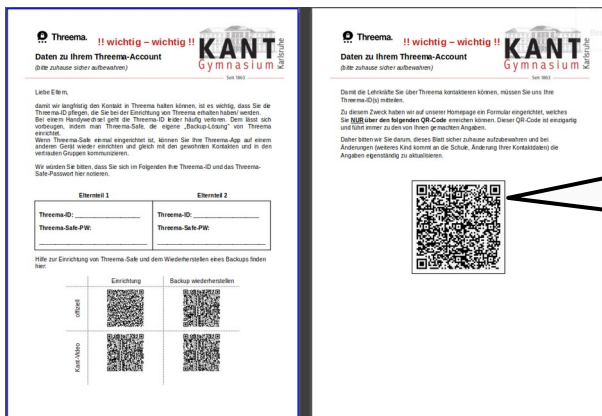 Threema.
!! wichtig – wichtig !!
KANT
Gymnasium
Karlsruhe
Seit 1863
Daten zu Ihrem Threema-Account
(bitte zuhause sicher aufbewahren)
Liebe Eltern,
damit wir langfristig den Kontakt in Threema halten können, ist es wichtig, dass Sie die
Threema-ID pflegen, die Sie bei der Einrichtung von Threema erhalten haben/ werden.
Bei einem Handywechsel geht die Threema-ID leider häufig verloren. Dem lässt sich
vorbeugen, indem man Threema-Safe, die eigene „Backup-Lösung" von Threema
einrichtet.
Wenn Threema-Safe einmal eingerichtet ist, können Sie Ihre Threema-App auf einem
anderen Gerät wieder einrichten und gleich mit den gewohnten Kontakten und in den
vertrauten Gruppen kommunizieren.
Wir würden Sie bitten, dass Sie sich im Folgenden Ihre Threema-ID und das Threema-
Safe-Passwort hier notieren.
Elternteil 1
Elternteil 2
Threema-ID:
Threema-ID:
Threema-Safe-PW:
Threema-Safe-PW:
Hilfe zur Einrichtung von Threema-Safe und dem Wiederherstellen eines Backups finden
hier:
Einrichtung
Backup wiederherstellen
offiziell
Kant-Video
Threema.
!! wichtig – wichtig !!
KANT
Gymnasium
Karlsruhe
Seit 1863
Daten zu Ihrem Threema-Account
(bitte zuhause sicher aufbewahren)
Damit die Lehrkräfte Sie über Threema kontaktieren können, müssen Sie uns Ihre
Threema-ID(s) mitteilen.
Zu diesem Zweck haben wir auf unserer Homepage ein Formular eingerichtet, welches
Sie NUR über den folgenden QR-Code erreichen können. Dieser QR-Code ist einzigartig
und führt immer zu den von Ihnen gemachten Angaben.
Daher bitten wir Sie darum, dieses Blatt sicher zuhause aufzubewahren und bei
Änderungen (weiteres Kind kommt an die Schule, Änderung Ihrer Kontaktdaten) die
Angaben eigenständig zu aktualisieren.